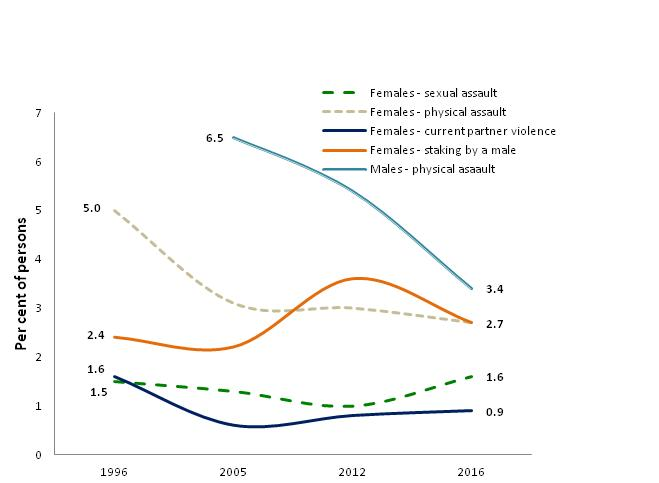 Females - sexual assault
Females - physical assault
Females - current partner violence
Females - staking by a male
Males - physical asaault
Per cent of persons
7
6
5
4
3
2
1
0
6.5
5.0
2.4
1.6
1.5
3.4
2.7
1.6
0.9
1996 2005 2012 2016